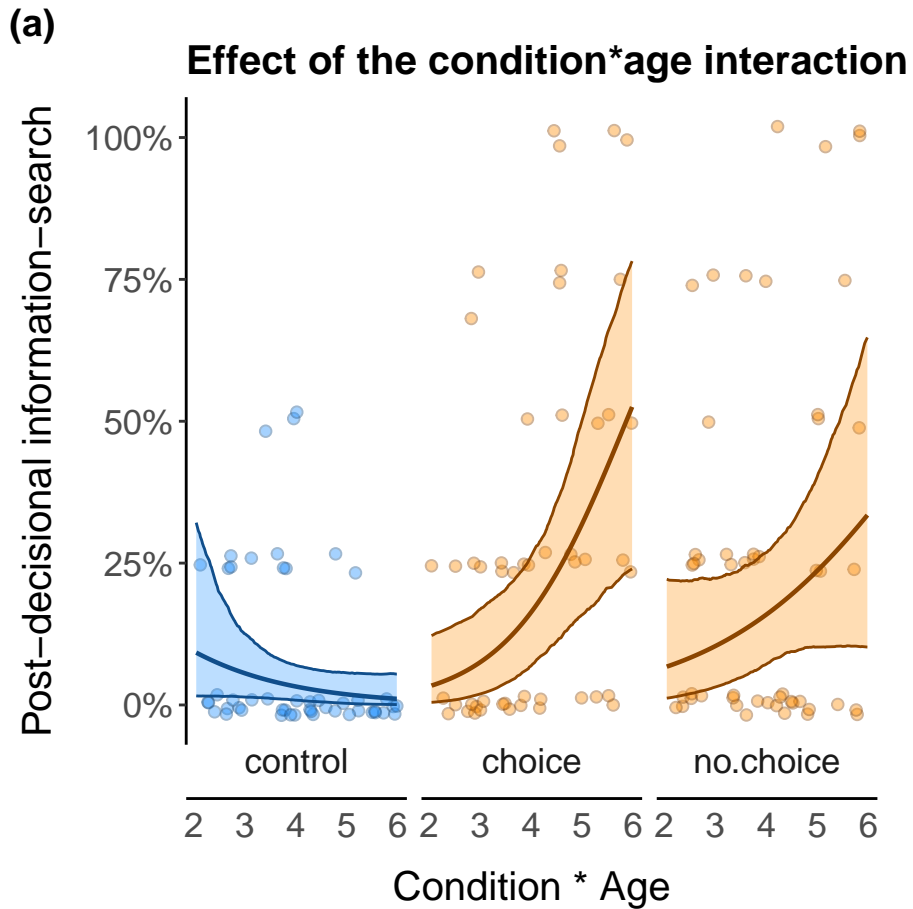 (a)
Effect of the condition*age interaction
Post−decisional information−search
100%
75%
50%
25%
0%
control choice no.choice
2 3 4 5 6 2 3 4 5 6 2 3 4 5 6
Condition * Age